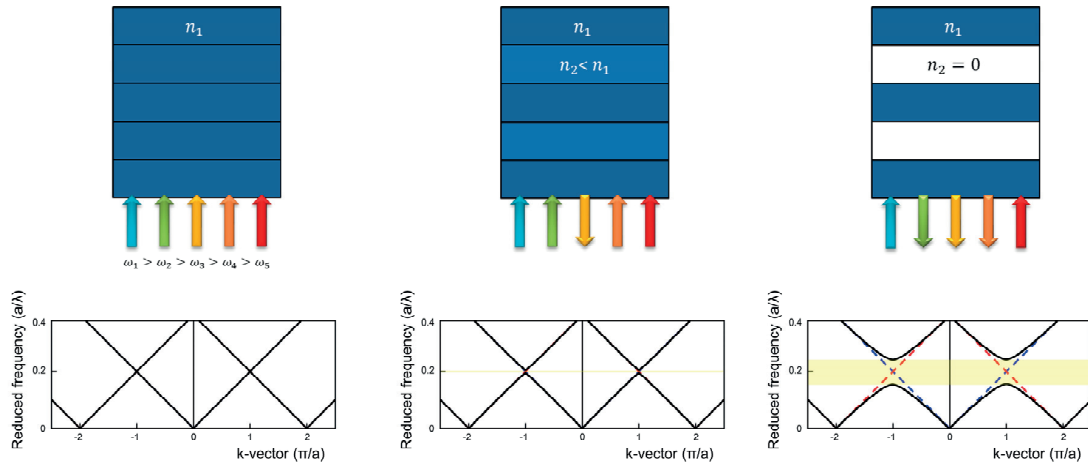 n₁
n₁
n₂< n₁
n₁
n₂ = 0
ω₁ > ω₂ > ω₃ > ω₄ > ω₅
Reduced frequency (a/λ)
0.4
0.2
0
-2
-1
0
1
2
k-vector (π/a)
Reduced frequency (a/λ)
0.4
0.2
0
-2
-1
0
1
2
k-vector (π/a)
Reduced frequency (a/λ)
0.4
0.2
0
-2
-1
0
1
2
k-vector (π/a)